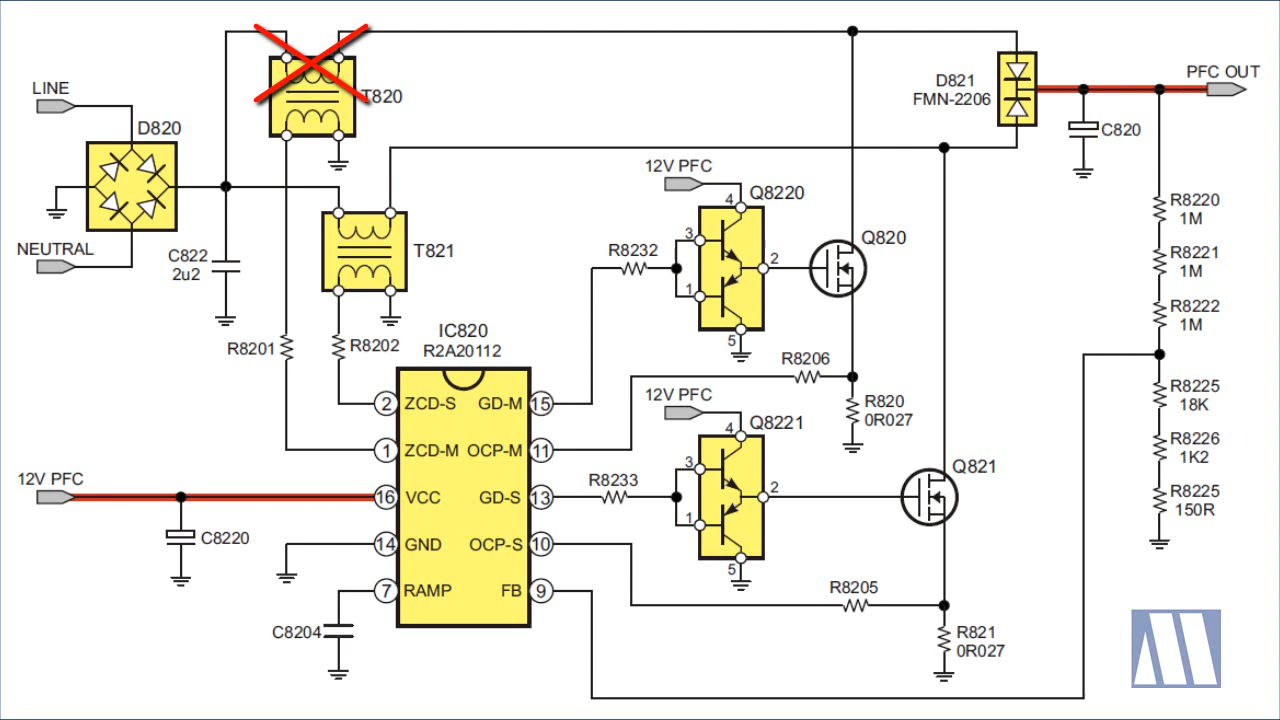 LINE
D820
NEUTRAL
T820
T821
C822
2u2
R8201
R8202
IC820
R2A20112
12V PFC
C8220
C8204
2
ZCD-S
GD-M
15
1
ZCD-M
OCP-M
11
16
VCC
GD-S
13
14
GND
OCP-S
10
7
RAMP
FB
9
12V PFC
Q8220
4
3
2
1
5
R8232
Q820
R8206
R820
0R027
12V PFC
Q8221
4
3
2
1
5
R8233
Q821
R8205
R821
0R027
D821
FMN-2206
PFC OUT
C820
R8220
1M
R8221
1M
R8222
1M
R8225
18K
R8226
1K2
R8225
150R